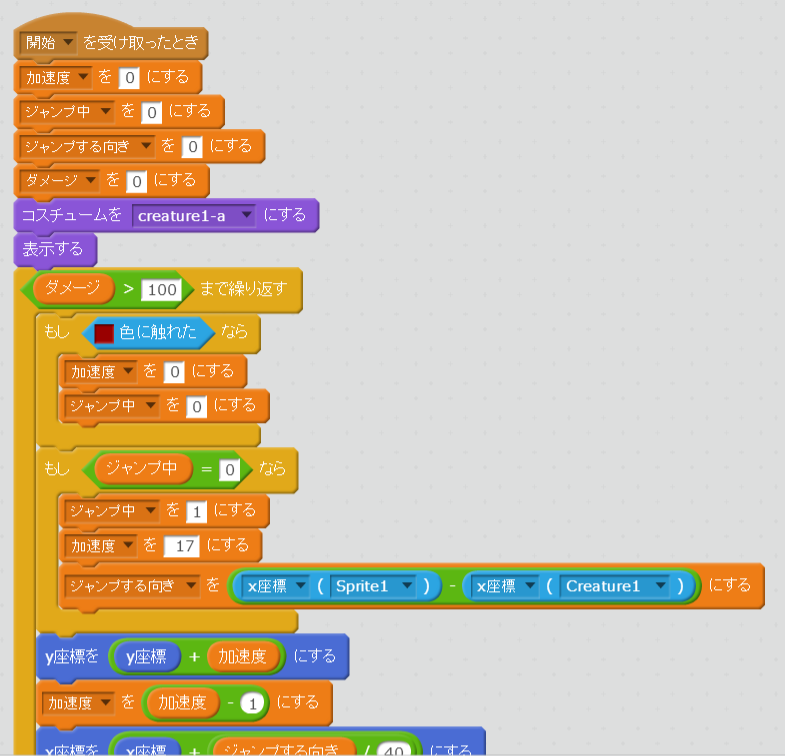 開始 を受け取ったとき
加速度 を 0 にする
ジャンプ中 を 0 にする
ジャンプする向き を 0 にする
ダメージ を 0 にする
コスチュームを creature1-a にする
表示する
ダメージ > 100 まで繰り返す
もし 色に触れた なら
加速度 を 0 にする
ジャンプ中 を 0 にする
もし ジャンプ中 = 0 なら
ジャンプ中 を 1 にする
加速度 を 17 にする
ジャンプする向き を x座標 ( Sprite1 ) - x座標 ( Creature1 ) にする
y座標を y座標 + 加速度 にする
加速度 を 加速度 - 1 にする
x座標を x座標 + ジャンプする向き / 40 にする